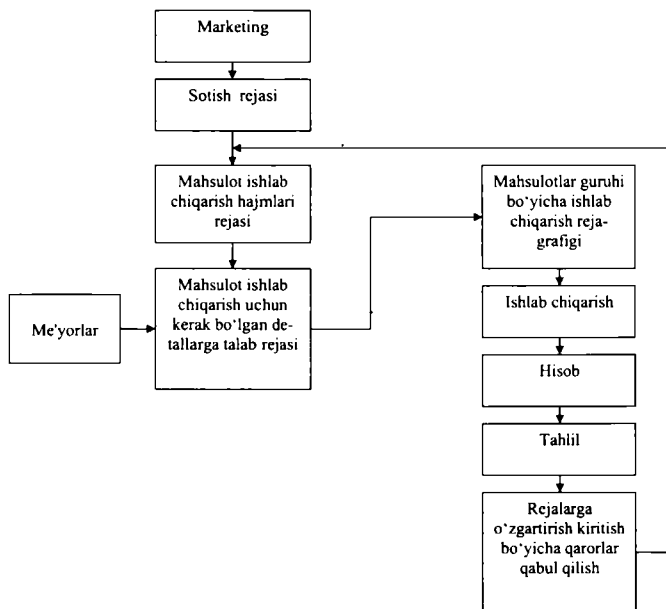 Marketing
Sotish rejasi
Mahsulot ishlab
chiqarish hajmlari
rejasi
Mahsulot ishlab
chiqarish uchun
kerak bo‘lgan de-
tallarga talab rejasi
Me'yorlar
Mahsulotlar guruhi
bo‘yicha ishlab
chiqarish reja-
grafigi
Ishlab chiqarish
Hisob
Tahlil
Rejalarga
o‘zgartirish kiritish
bo‘yicha qarorlar
qabul qilish